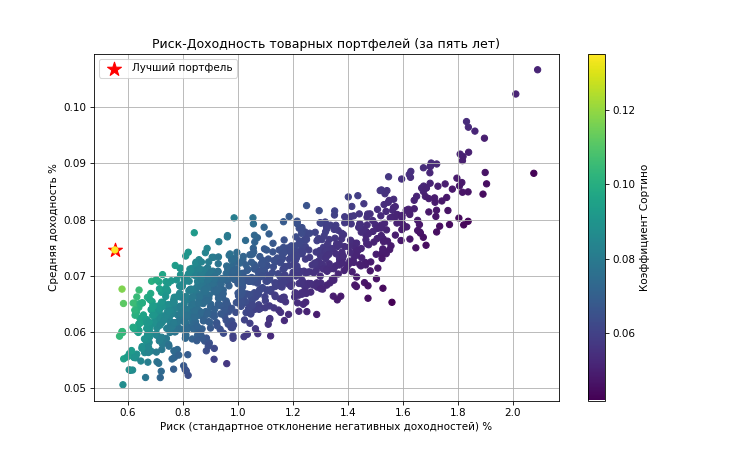 Риск-Доходность товарных портфелей (за пять лет)
Лучший портфель
Средняя доходность %
0.10
0.09
0.08
0.07
0.06
0.05
0.6 0.8 1.0 1.2 1.4 1.6 1.8 2.0
Риск (стандартное отклонение негативных доходностей) %
0.12
0.10
0.08
0.06
Коэффициент Сортино